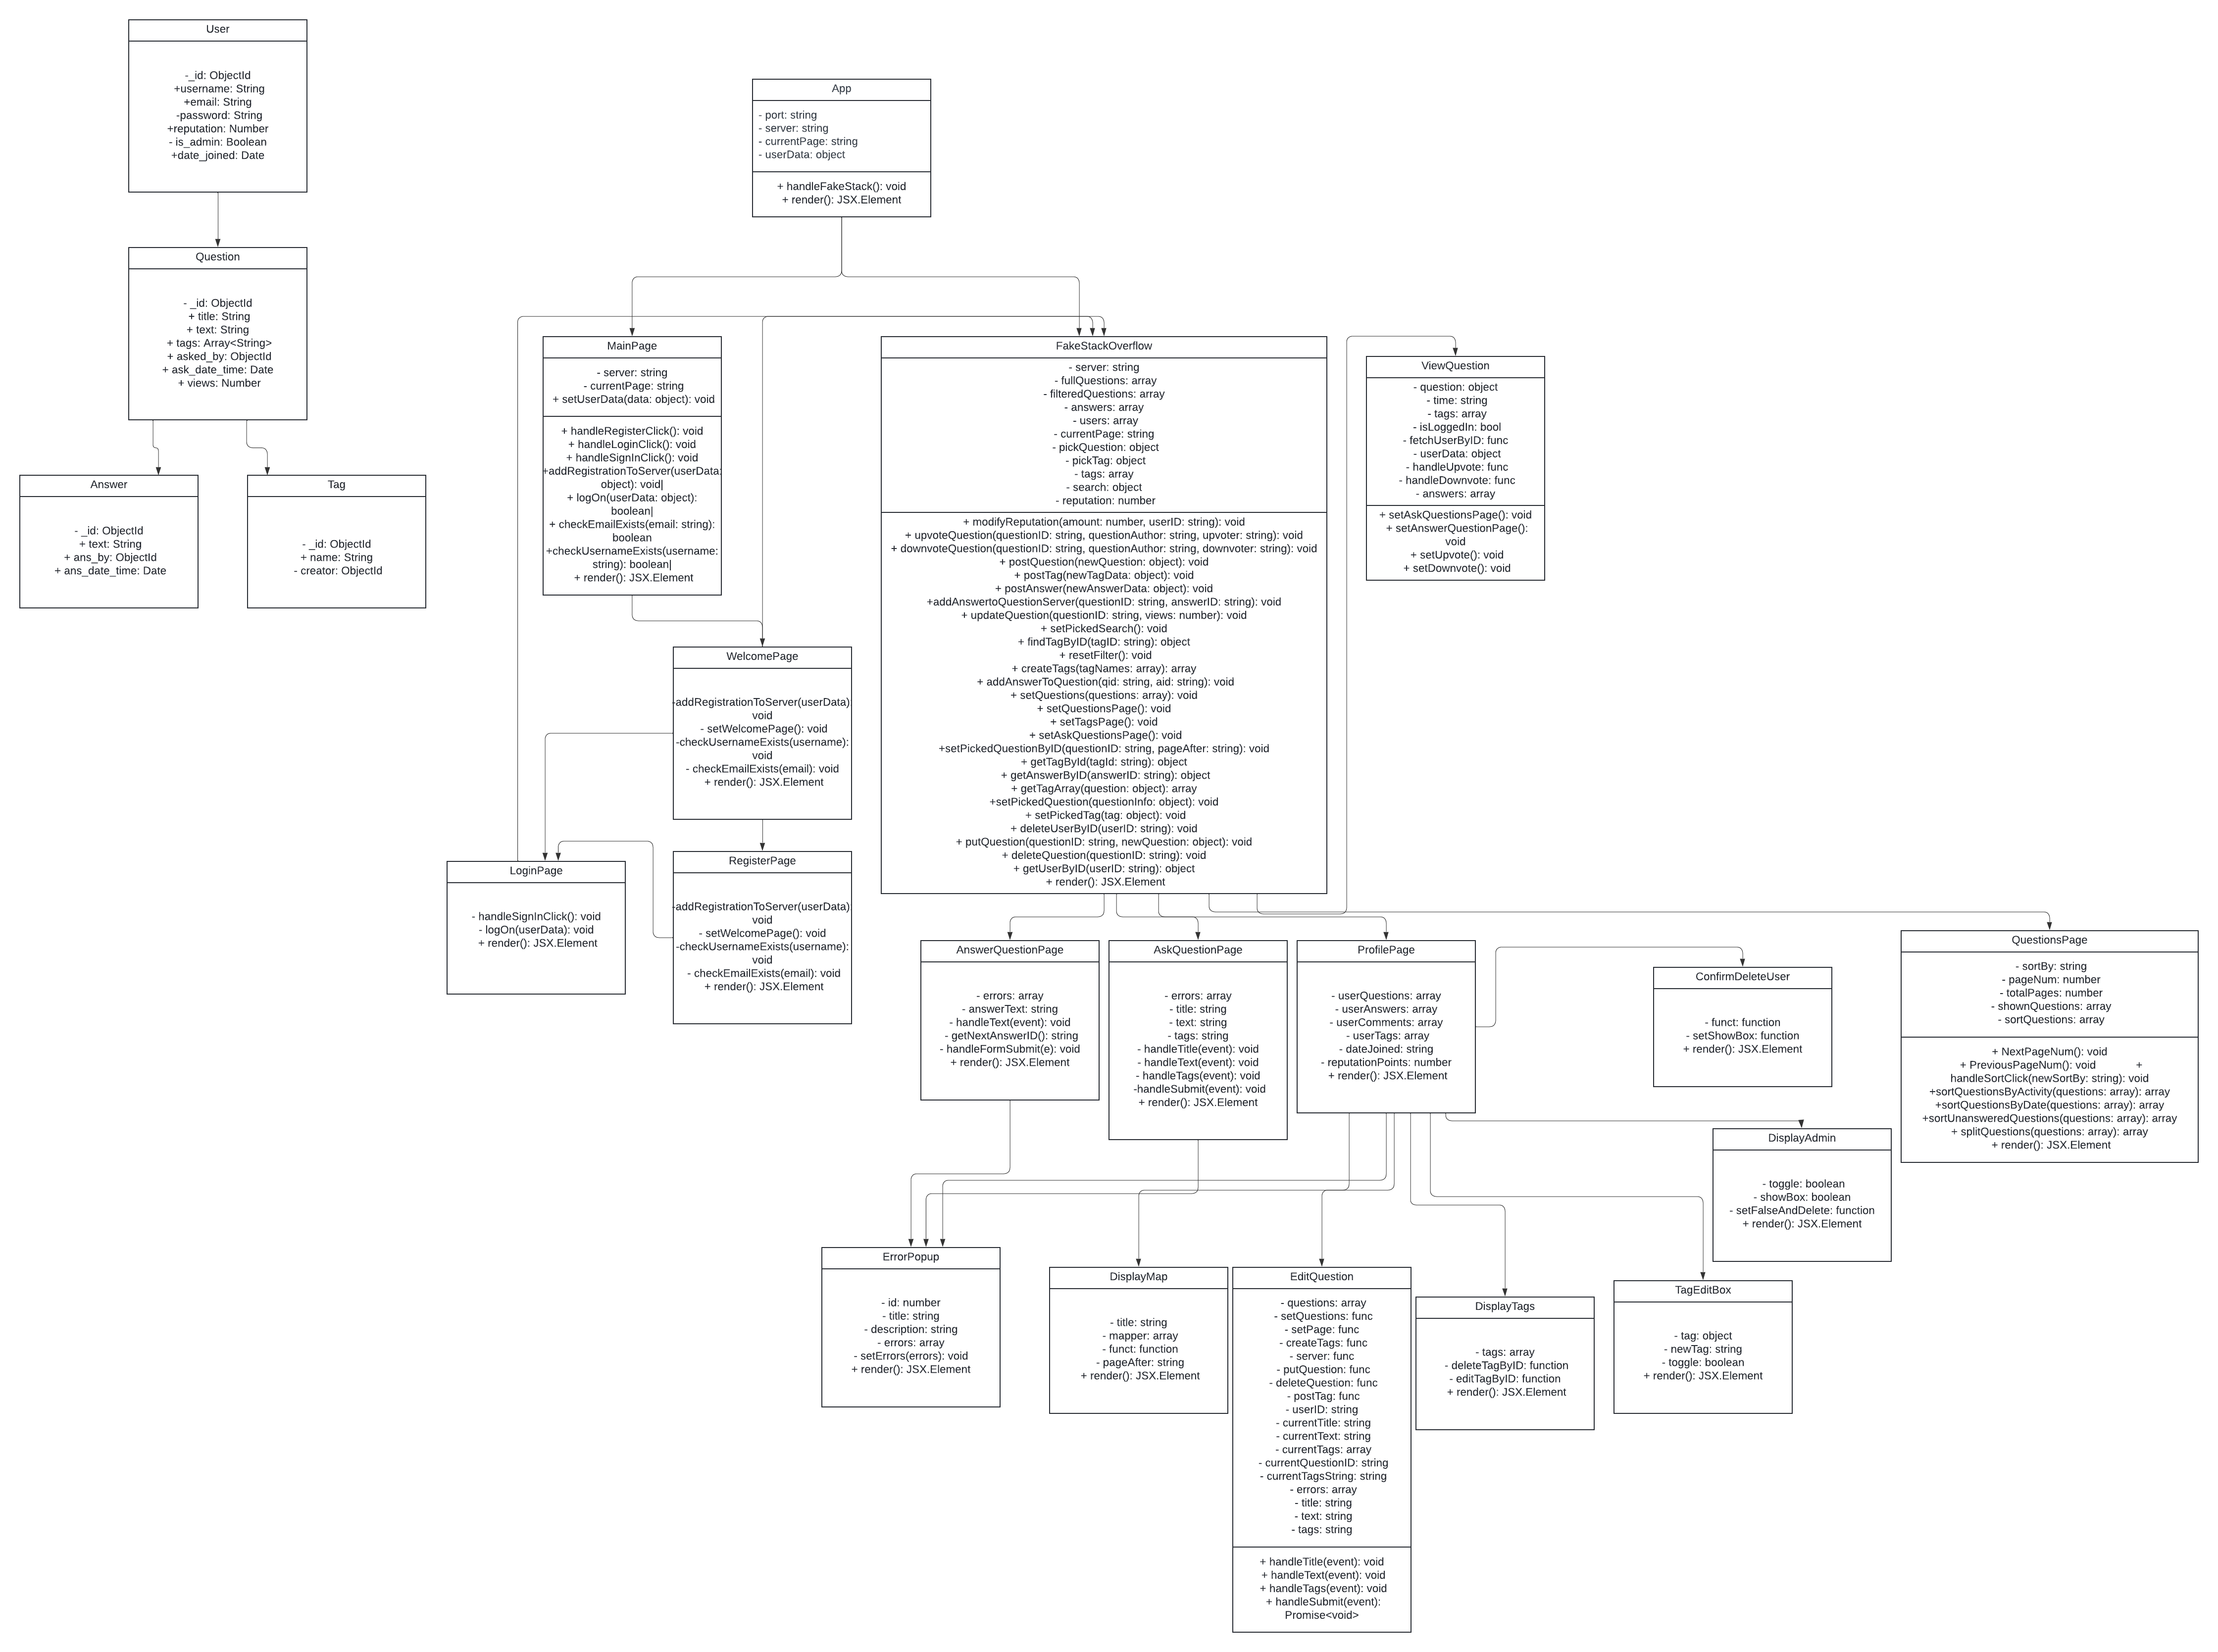 User
-_id: ObjectId
+username: String
+email: String
-password: String
+reputation: Number
- is_admin: Boolean
+date_joined: Date
App
- port: string
- server: string
- currentPage: string
- userData: object
+ handleFakeStack(): void
+ render(): JSX.Element
Question
- _id: ObjectId
+ title: String
+ text: String
+ tags: Array<String>
+ asked_by: ObjectId
+ ask_date_time: Date
+ views: Number
Answer
- _id: ObjectId
+ text: String
+ ans_by: ObjectId
+ ans_date_time: Date
Tag
- _id: ObjectId
+ name: String
- creator: ObjectId
MainPage
- server: string
- currentPage: string
+ setUserData(data: object): void
+ handleRegisterClick(): void
+ handleLoginClick(): void
+ handleSignInClick(): void
+addRegistrationToServer(userData:
object): void|
+ logOn(userData: object):
boolean|
+ checkEmailExists(email: string):
boolean
+checkUsernameExists(username:
string): boolean|
+ render(): JSX.Element
FakeStackOverflow
- server: string
- fullQuestions: array
- filteredQuestions: array
- answers: array
- users: array
- currentPage: string
- pickQuestion: object
- pickTag: object
- tags: array
- search: object
- reputation: number
+ modifyReputation(amount: number, userID: string): void
+ upvoteQuestion(questionID: string, questionAuthor: string, upvoter: string): void
+ downvoteQuestion(questionID: string, questionAuthor: string, downvoter: string): void
+ postQuestion(newQuestion: object): void
+ postTag(newTagData: object): void
+ postAnswer(newAnswerData: object): void
+addAnswertoQuestionServer(questionID: string, answerID: string): void
+ updateQuestion(questionID: string, views: number): void
+ setPickedSearch(): void
+ findTagByID(tagID: string): object
+ resetFilter(): void
+ createTags(tagNames: array): array
+ addAnswerToQuestion(qid: string, aid: string): void
+ setQuestions(questions: array): void
+ setQuestionsPage(): void
+ setTagsPage(): void
+ setAskQuestionsPage(): void
+setPickedQuestionByID(questionID: string, pageAfter: string): void
+ getTagById(tagId: string): object
+ getAnswerByID(answerID: string): object
+ getTagArray(question: object): array
+setPickedQuestion(questionInfo: object): void
+ setPickedTag(tag: object): void
+ deleteUserByID(userID: string): void
+ putQuestion(questionID: string, newQuestion: object): void
+ deleteQuestion(questionID: string): void
+ getUserByID(userID: string): object
+ render(): JSX.Element
ViewQuestion
- question: object
- time: string
- tags: array
- isLoggedIn: bool
- fetchUserByID: func
- userData: object
- handleUpvote: func
- handleDownvote: func
- answers: array
+ setAskQuestionsPage(): void
+ setAnswerQuestionPage():
void
+ setUpvote(): void
+ setDownvote(): void
WelcomePage
-addRegistrationToServer(userData)
void
- setWelcomePage(): void
-checkUsernameExists(username):
void
- checkEmailExists(email): void
+ render(): JSX.Element
LoginPage
- handleSignInClick(): void
- logOn(userData): void
+ render(): JSX.Element
RegisterPage
-addRegistrationToServer(userData)
void
- setWelcomePage(): void
-checkUsernameExists(username):
void
- checkEmailExists(email): void
+ render(): JSX.Element
AnswerQuestionPage
- errors: array
- answerText: string
- handleText(event): void
- getNextAnswerID(): string
- handleFormSubmit(e): void
+ render(): JSX.Element
AskQuestionPage
- errors: array
- title: string
- text: string
- tags: string
- handleTitle(event): void
- handleText(event): void
- handleTags(event): void
-handleSubmit(event): void
+ render(): JSX.Element
ProfilePage
- userQuestions: array
- userAnswers: array
- userComments: array
- userTags: array
- dateJoined: string
- reputationPoints: number
+ render(): JSX.Element
ConfirmDeleteUser
- funct: function
- setShowBox: function
+ render(): JSX.Element
QuestionsPage
- sortBy: string
- pageNum: number
- totalPages: number
- shownQuestions: array
- sortQuestions: array
+ NextPageNum(): void
+ PreviousPageNum(): void +
handleSortClick(newSortBy: string): void
+sortQuestionsByActivity(questions: array): array
+sortQuestionsByDate(questions: array): array
+sortUnansweredQuestions(questions: array): array
+ splitQuestions(questions: array): array
+ render(): JSX.Element
DisplayAdmin
- toggle: boolean
- showBox: boolean
- setFalseAndDelete: function
+ render(): JSX.Element
ErrorPopup
- id: number
- title: string
- description: string
- errors: array
- setErrors(errors): void
+ render(): JSX.Element
DisplayMap
- title: string
- mapper: array
- funct: function
- pageAfter: string
+ render(): JSX.Element
EditQuestion
- questions: array
- setQuestions: func
- setPage: func
- createTags: func
- server: func
- putQuestion: func
- deleteQuestion: func
- postTag: func
- userID: string
- currentTitle: string
- currentText: string
- currentTags: array
- currentQuestionID: string
- currentTagsString: string
- errors: array
- title: string
- text: string
- tags: string
+ handleTitle(event): void
+ handleText(event): void
+ handleTags(event): void
+ handleSubmit(event):
Promise<void>
DisplayTags
- tags: array
- deleteTagByID: function
- editTagByID: function
+ render(): JSX.Element
TagEditBox
- tag: object
- newTag: string
- toggle: boolean
+ render(): JSX.Element